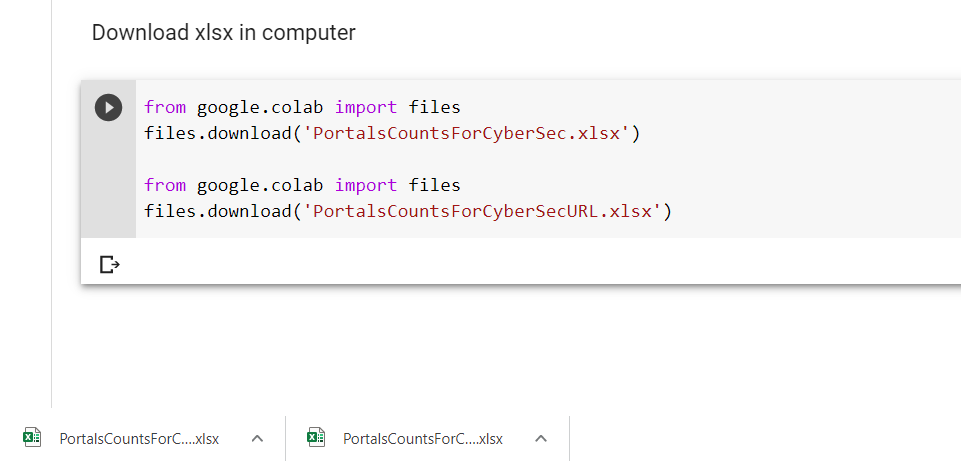 Download xlsx in computer
from google.colab import files
files.download('PortalsCountsForCyberSec.xlsx')
from google.colab import files
files.download('PortalsCountsForCyberSecURL.xlsx')
PortalsCountsForC....xlsx
PortalsCountsForC....xlsx